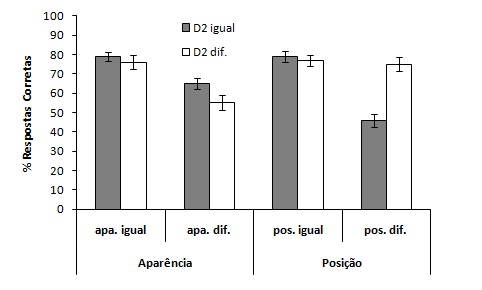 % Respostas Corretas
100
90
80
70
60
50
40
30
20
10
0
D2 igual
D2 dif.
apa. igual apa. dif. pos. igual pos. dif.
Aparência Posição